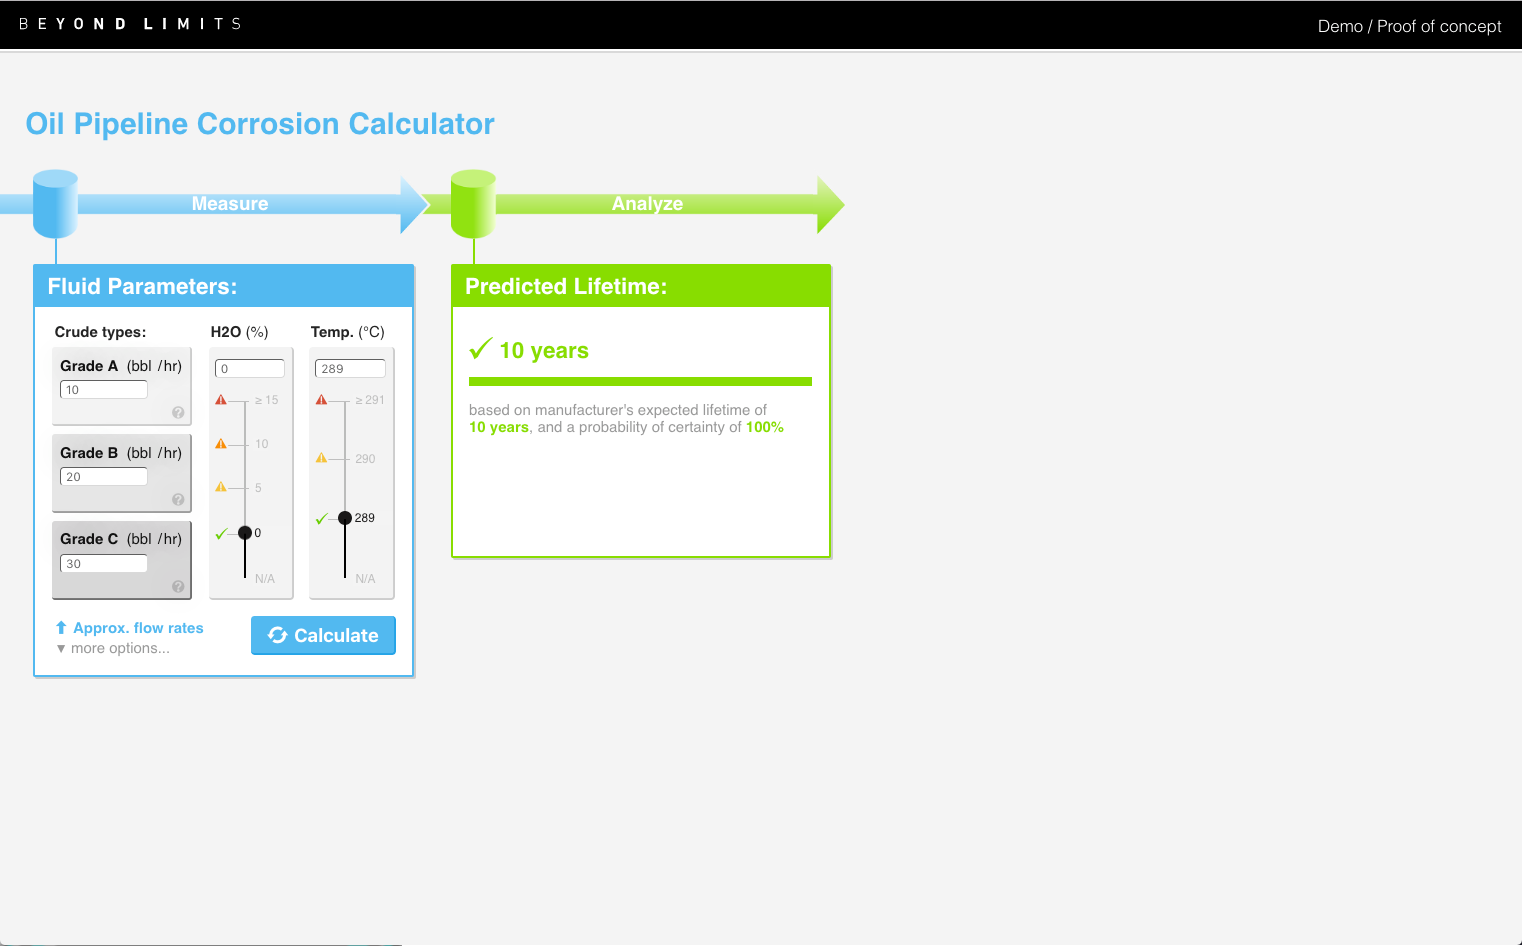 BEYOND LIMITS
Demo / Proof of concept
Oil Pipeline Corrosion Calculator
Measure
Analyze
Fluid Parameters:
Crude types:
H2O (%)
Temp. (°C)
Grade A (bbl /hr)
10
?
Grade B (bbl /hr)
20
?
Grade C (bbl /hr)
30
?
0
≥ 15
10
5
0
N/A
289
≥ 291
290
289
N/A
Approx. flow rates
▼ more options...
Calculate
Predicted Lifetime:
10 years
based on manufacturer's expected lifetime of
10 years, and a probability of certainty of 100%